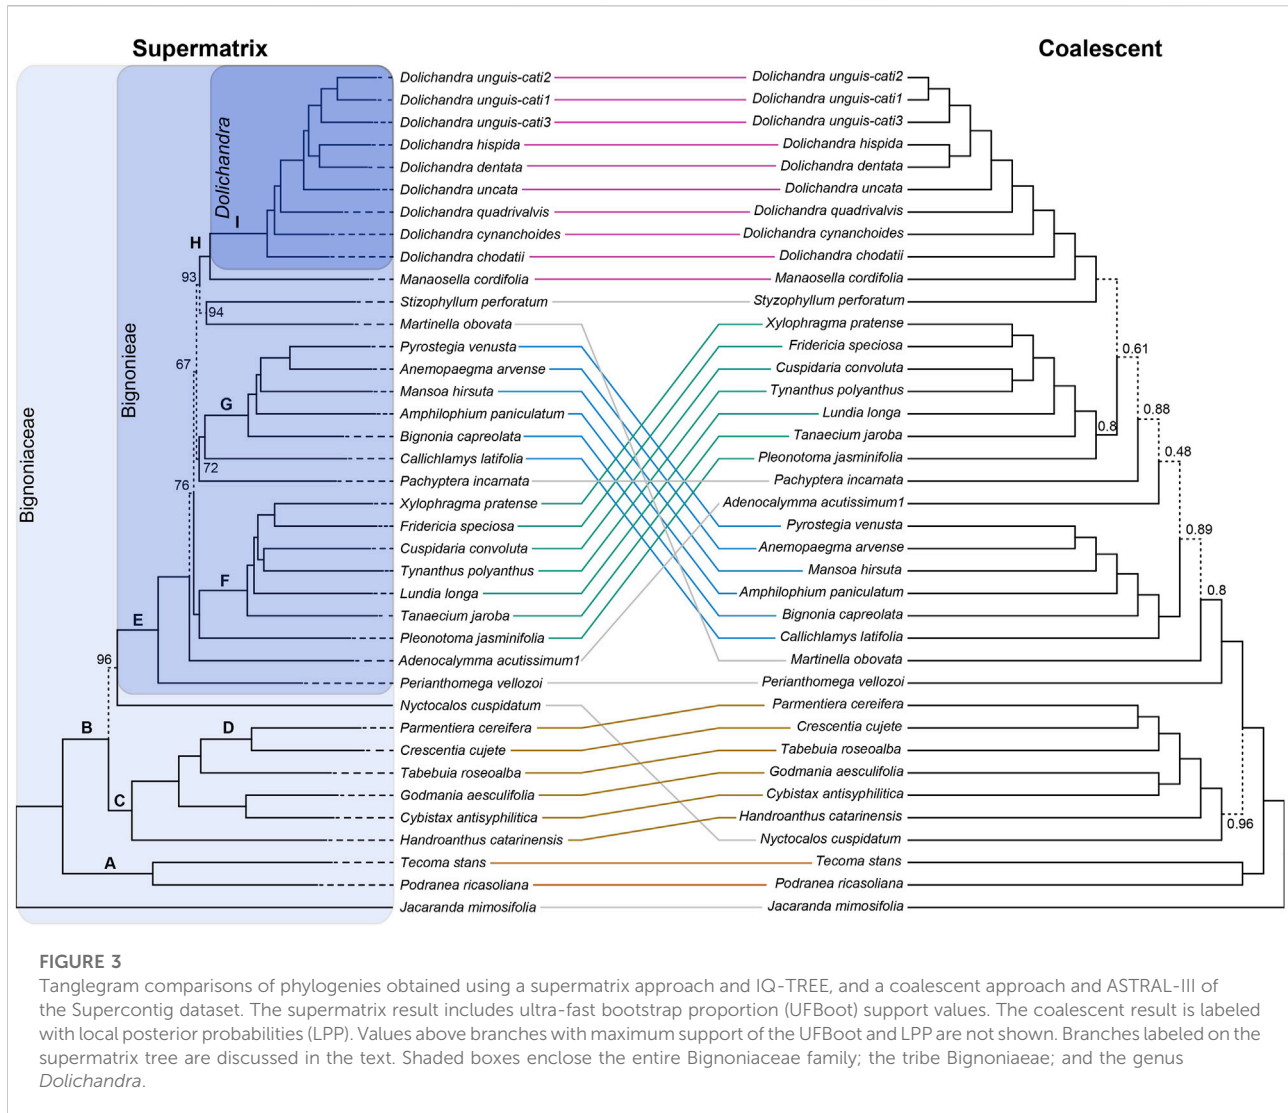 Supermatrix
Coalescent
Bignoniaceae
Bignonieae
Dolichandra
I
H
93
94
67
G
72
76
F
E
96
B
D
C
A
Dolichandra unguis-cati2
Dolichandra unguis-cati1
Dolichandra unguis-cati3
Dolichandra hispida
Dolichandra dentata
Dolichandra uncata
Dolichandra quadrivalvis
Dolichandra cynanchoides
Dolichandra chodatii
Manaosella cordifolia
Stizophyllum perforatum
Martinella obovata
Pyrostegia venusta
Anemopaegma arvense
Mansoa hirsuta
Amphilophium paniculatum
Bignonia capreolata
Callichlamys latifolia
Pachyptera incarnata
Xylophragma pratense
Fridericia speciosa
Cuspidaria convoluta
Tynanthus polyanthus
Lundia longa
Tanaecium jaroba
Pleonotoma jasminifolia
Adenocalymma acutissimum1
Perianthomega vellozoi
Nyctocalos cuspidatum
Parmentiera cereifera
Crescentia cujete
Tabebuia roseoalba
Godmania aesculifolia
Cybistax antisyphilitica
Handroanthus catarinensis
Tecoma stans
Podranea ricasoliana
Jacaranda mimosifolia
Dolichandra unguis-cati2
Dolichandra unguis-cati1
Dolichandra unguis-cati3
Dolichandra hispida
Dolichandra dentata
Dolichandra uncata
Dolichandra quadrivalvis
Dolichandra cynanchoides
Dolichandra chodatii
Manaosella cordifolia
Styzophyllum perforatum
Xylophragma pratense
Fridericia speciosa
Cuspidaria convoluta
Tynanthus polyanthus
Lundia longa
Tanaecium jaroba
Pleonotoma jasminifolia
Pachyptera incarnata
Adenocalymma acutissimum1
Pyrostegia venusta
Anemopaegma arvense
Mansoa hirsuta
Amphilophium paniculatum
Bignonia capreolata
Callichlamys latifolia
Martinella obovata
Perianthomega vellozoi
Parmentiera cereifera
Crescentia cujete
Tabebuia roseoalba
Godmania aesculifolia
Cybistax antisyphilitica
Handroanthus catarinensis
Nyctocalos cuspidatum
Tecoma stans
Podranea ricasoliana
Jacaranda mimosifolia
0.61
0.88
0.8
0.48
0.89
0.8
0.96
FIGURE 3
Tanglegram comparisons of phylogenies obtained using a supermatrix approach and IQ-TREE, and a coalescent approach and ASTRAL-III of
the Supercontig dataset. The supermatrix result includes ultra-fast bootstrap proportion (UFBoot) support values. The coalescent result is labeled
with local posterior probabilities (LPP). Values above branches with maximum support of the UFBoot and LPP are not shown. Branches labeled on the
supermatrix tree are discussed in the text. Shaded boxes enclose the entire Bignoniaceae family; the tribe Bignoniaeae; and the genus
Dolichandra.